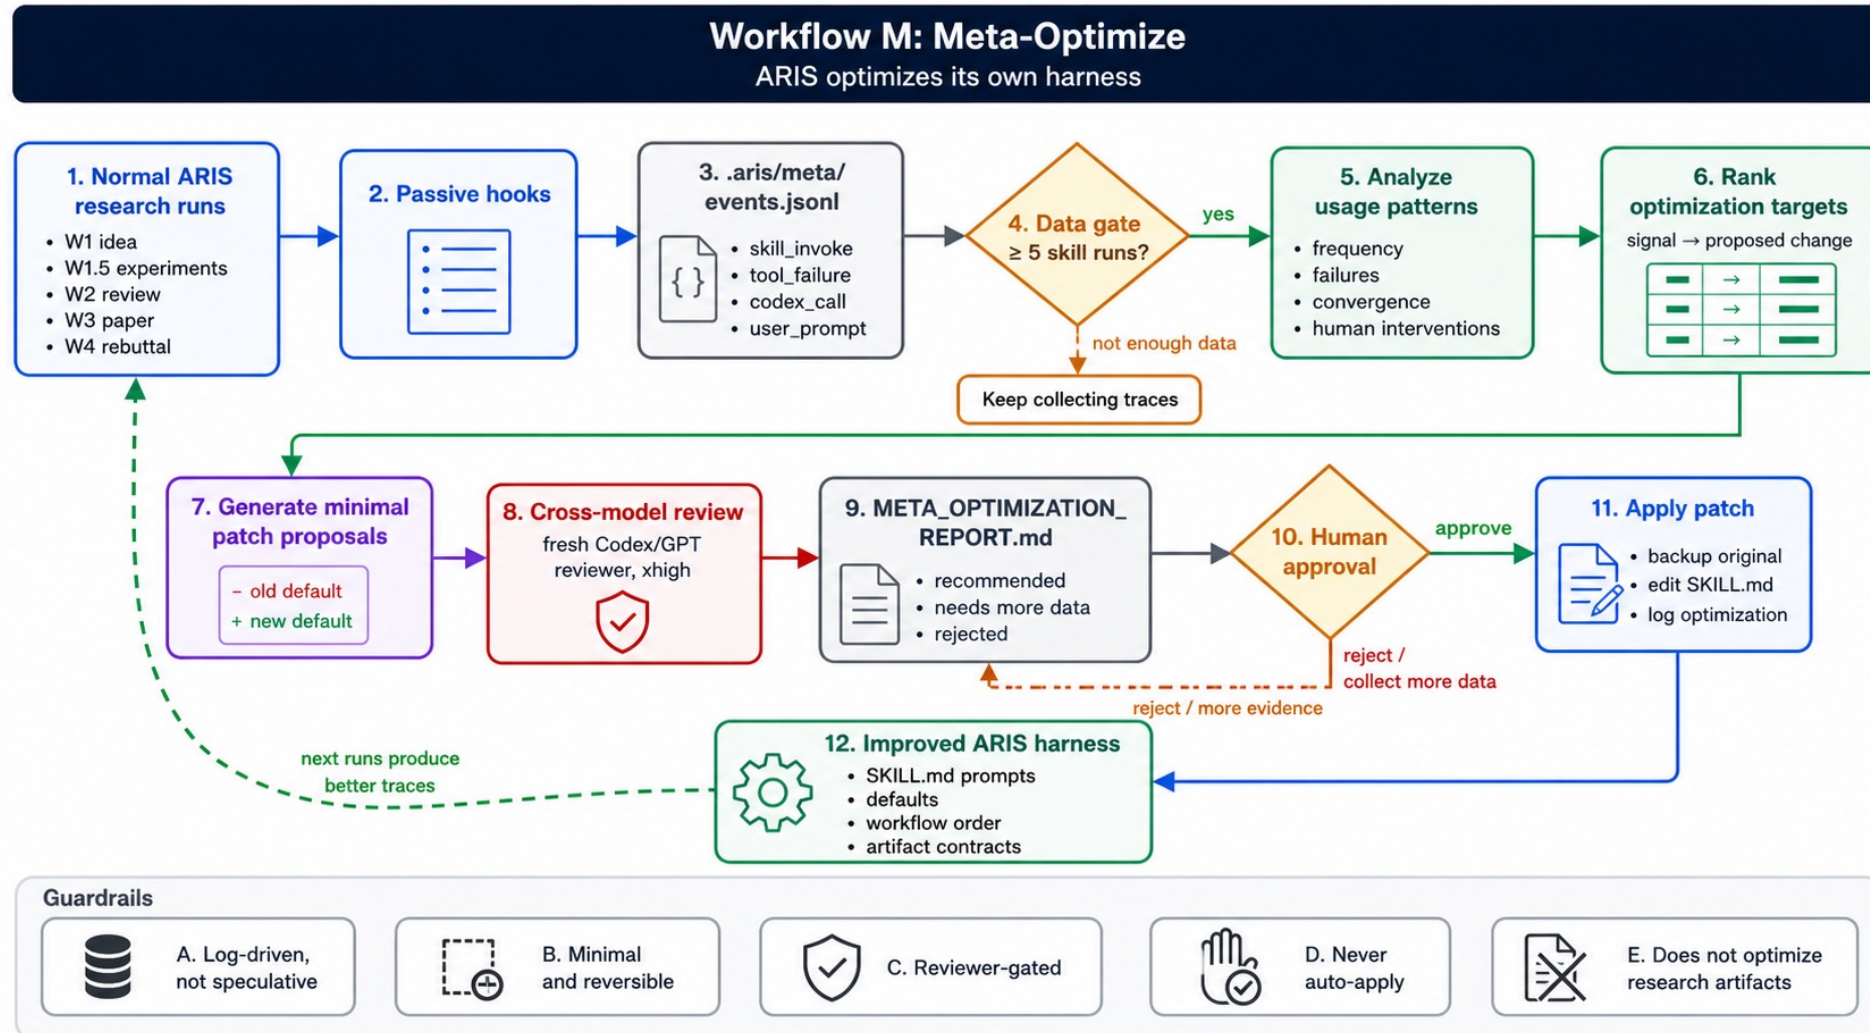 Workflow M: Meta-Optimize
ARIS optimizes its own harness
1. Normal ARIS
research runs
• W1 idea
• W1.5 experiments
• W2 review
• W3 paper
• W4 rebuttal
2. Passive hooks
3. .aris/meta/
events.jsonl
{ }
• skill_invoke
• tool_failure
• codex_call
• user_prompt
4. Data gate
≥ 5 skill runs?
yes
not enough data
Keep collecting traces
5. Analyze
usage patterns
• frequency
• failures
• convergence
• human interventions
6. Rank
optimization targets
signal → proposed change
7. Generate minimal
patch proposals
− old default
+ new default
8. Cross-model review
fresh Codex/GPT
reviewer, xhigh
9. META_OPTIMIZATION_
REPORT.md
• recommended
• needs more data
• rejected
10. Human
approval
approve
reject /
collect more data
reject / more evidence
11. Apply patch
• backup original
• edit SKILL.md
• log optimization
12. Improved ARIS harness
• SKILL.md prompts
• defaults
• workflow order
• artifact contracts
next runs produce
better traces
Guardrails
A. Log-driven,
not speculative
B. Minimal
and reversible
C. Reviewer-gated
D. Never
auto-apply
E. Does not optimize
research artifacts